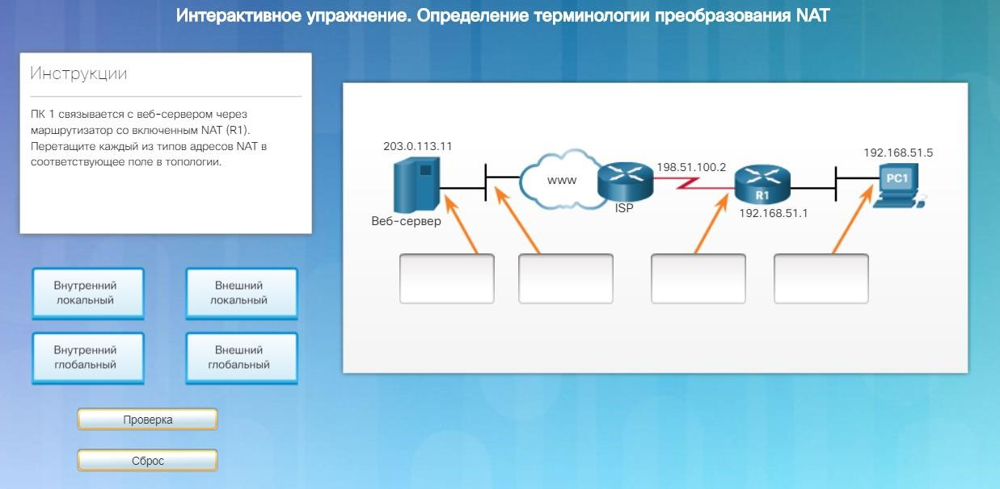 Интерактивное упражнение. Определение терминологии преобразования NAT
Инструкции
ПК 1 связывается с веб-сервером через
маршрутизатор со включенным NAT (R1).
Перетащите каждый из типов адресов NAT в
соответствующее поле в топологии.
203.0.113.11
Веб-сервер
www
ISP
198.51.100.2
R1
192.168.51.1
192.168.51.5
PC1
Внутренний
локальный
Внешний
локальный
Внутренний
глобальный
Внешний
глобальный
Проверка
Сброс